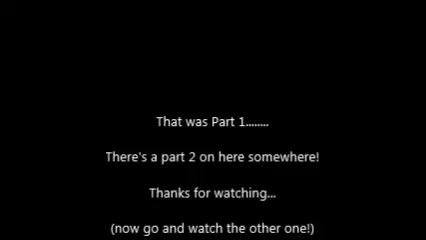 That was Part 1........
There's a part 2 on here somewhere!
Thanks for watching...
(now go and watch the other one!)